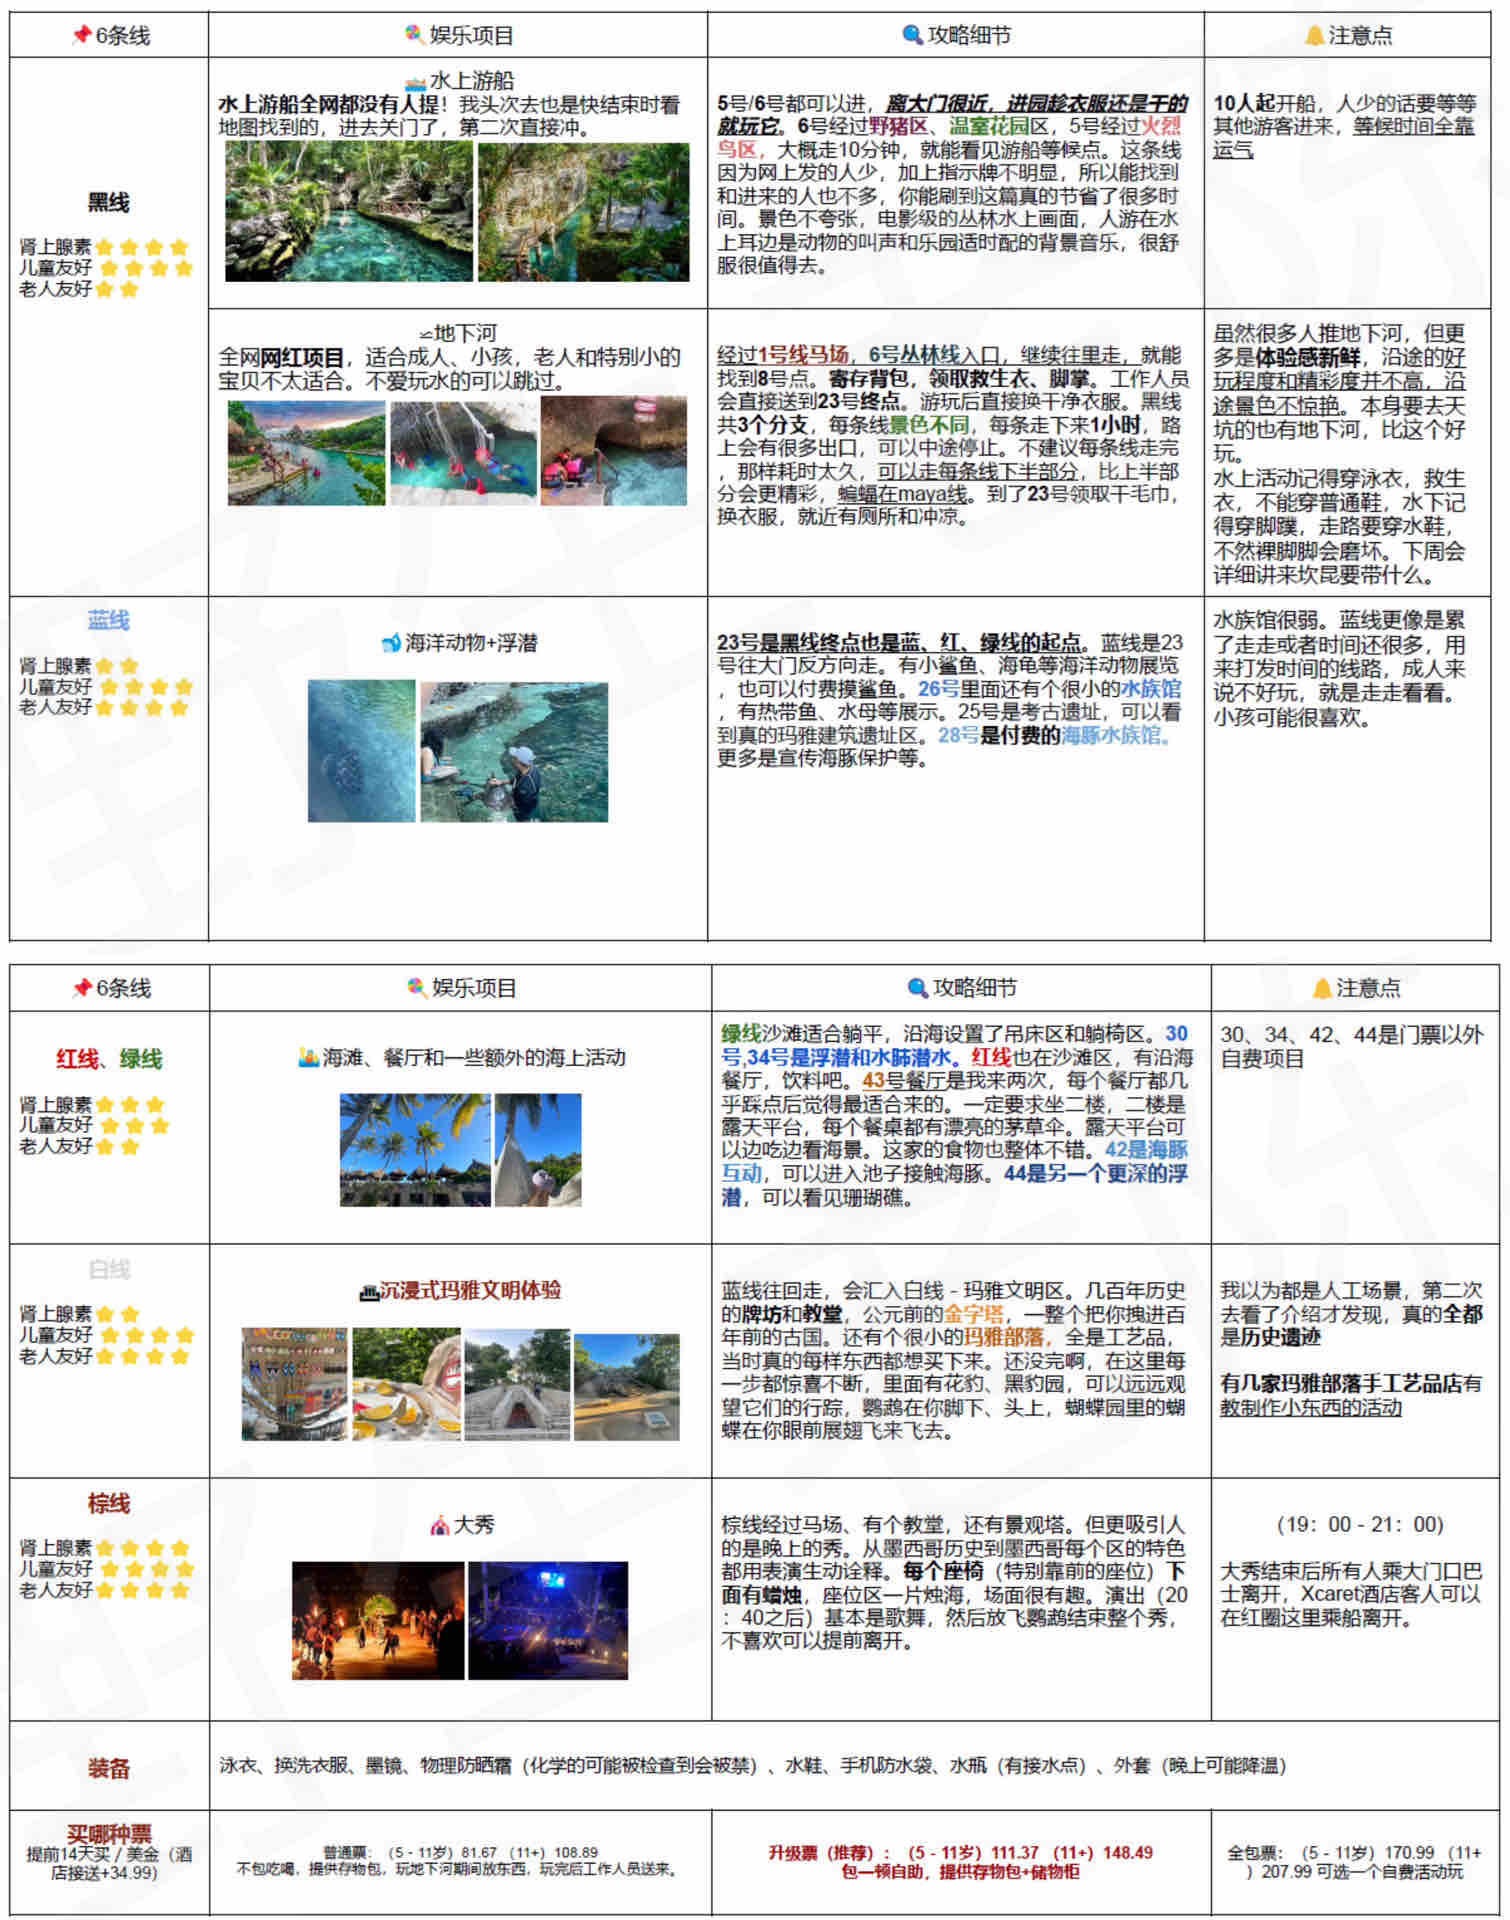 6条线
娱乐项目
攻略细节
注意点
黑线
肾上腺素
儿童友好
老人友好
水上游船
水上游船全网都没有人提！我头次去也是快结束时看
地图找到的，进去关门了，第二次直接冲。
5号/6号都可以进，离大门很近，进园趁衣服还是干的
就玩它。6号经过野猪区、温室花园区，5号经过火烈
鸟区，大概走10分钟，就能看见游船等候点。这条线
因为网上发的人少，加上指示牌不明显，所以能找到
和进来的人也不多，你能刷到这篇真的节省了很多时
间。景色不夸张，电影级的丛林水上画面，人游在水
上耳边是动物的叫声和乐园适时配的背景音乐，很舒
服很值得去。
10人起开船，人少的话要等等
其他游客进来，等候时间全靠
运气
地下河
全网网红项目，适合成人、小孩，老人和特别小的
宝贝不太适合。不爱玩水的可以跳过。
经过1号线马场，6号丛林线入口，继续往里走，就能
找到8号点。寄存背包，领取救生衣、脚掌。工作人员
会直接送到23号终点。游玩后直接换干净衣服。黑线
共3个分支，每条线景色不同，每条走下来1小时，路
上会有很多出口，可以中途停止。不建议每条线走完
，那样耗时太久，可以走每条线下半部分，比上半部
分会更精彩，蝙蝠在maya线。到了23号领取干毛巾，
换衣服，就近有厕所和冲凉。
虽然很多人推地下河，但更
多是体验感新鲜，沿途的好
玩程度和精彩度并不高，沿
途景色不惊艳。本身要去天
坑的也有地下河，比这个好
玩。
水上活动记得穿泳衣，救生
衣，不能穿普通鞋，水下记
得穿脚蹼，走路要穿水鞋，
不然裸脚脚会磨坏。下周会
详细讲来坎昆要带什么。
蓝线
肾上腺素
儿童友好
老人友好
海洋动物+浮潜
23号是黑线终点也是蓝、红、绿线的起点。蓝线是23
号往大门反方向走。有小鲨鱼、海龟等海洋动物展览
，也可以付费摸鲨鱼。26号里面还有个很小的水族馆
，有热带鱼、水母等展示。25号是考古遗址，可以看
到真的玛雅建筑遗址区。28号是付费的海豚水族馆。
更多是宣传海豚保护等。
水族馆很弱。蓝线更像是累
了走走或者时间还很多，用
来打发时间的线路，成人来
说不好玩，就是走走看看。
小孩可能很喜欢。
6条线
娱乐项目
攻略细节
注意点
红线、绿线
肾上腺素
儿童友好
老人友好
海滩、餐厅和一些额外的海上活动
绿线沙滩适合躺平，沿海设置了吊床区和躺椅区。30
号,34号是浮潜和水肺潜水。红线也在沙滩区，有沿海
餐厅，饮料吧。43号餐厅是我来两次，每个餐厅都几
乎踩点后觉得最适合来的。一定要求坐二楼，二楼是
露天平台，每个餐桌都有漂亮的茅草伞。露天平台可
以边吃边看海景。这家的食物也整体不错。42是海豚
互动，可以进入池子接触海豚。44是另一个更深的浮
潜，可以看见珊瑚礁。
30、34、42、44是门票以外
自费项目
白线
肾上腺素
儿童友好
老人友好
沉浸式玛雅文明体验
蓝线往回走，会汇入白线 - 玛雅文明区。几百年历史
的牌坊和教堂，公元前的金字塔，一整个把你拽进百
年前的古国。还有个很小的玛雅部落，全是工艺品，
当时真的每样东西都想买下来。还没完啊，在这里每
一步都惊喜不断，里面有花豹、黑豹园，可以远远观
望它们的行踪，鹦鹉在你脚下、头上，蝴蝶园里的蝴
蝶在你眼前展翅飞来飞去。
我以为都是人工场景，第二次
去看了介绍才发现，真的全都
是历史遗迹
有几家玛雅部落手工艺品店有
教制作小东西的活动
棕线
肾上腺素
儿童友好
老人友好
大秀
棕线经过马场、有个教堂，还有景观塔。但更吸引人
的是晚上的秀。从墨西哥历史到墨西哥每个区的特色
都用表演生动诠释。每个座椅（特别靠前的座位）下
面有蜡烛，座位区一片烛海，场面很有趣。演出（20
：40之后）基本是歌舞，然后放飞鹦鹉结束整个秀，
不喜欢可以提前离开。
（19：00 - 21：00）
大秀结束后所有人乘大门口巴
士离开，Xcaret酒店客人可以
在红圈这里乘船离开。
装备
泳衣、换洗衣服、墨镜、物理防晒霜（化学的可能被检查到会被禁）、水鞋、手机防水袋、水瓶（有接水点）、外套（晚上可能降温）
买哪种票
提前14天买 / 美金（酒
店接送+34.99）
普通票：（5 - 11岁）81.67 （11+）108.89
不包吃喝，提供存物包，玩地下河期间放东西，玩完后工作人员送来。
升级票（推荐）：（5 - 11岁）111.37 （11+）148.49
包一顿自助，提供存物包+储物柜
全包票：（5 - 11岁）170.99 （11+
）207.99 可选一个自费活动玩